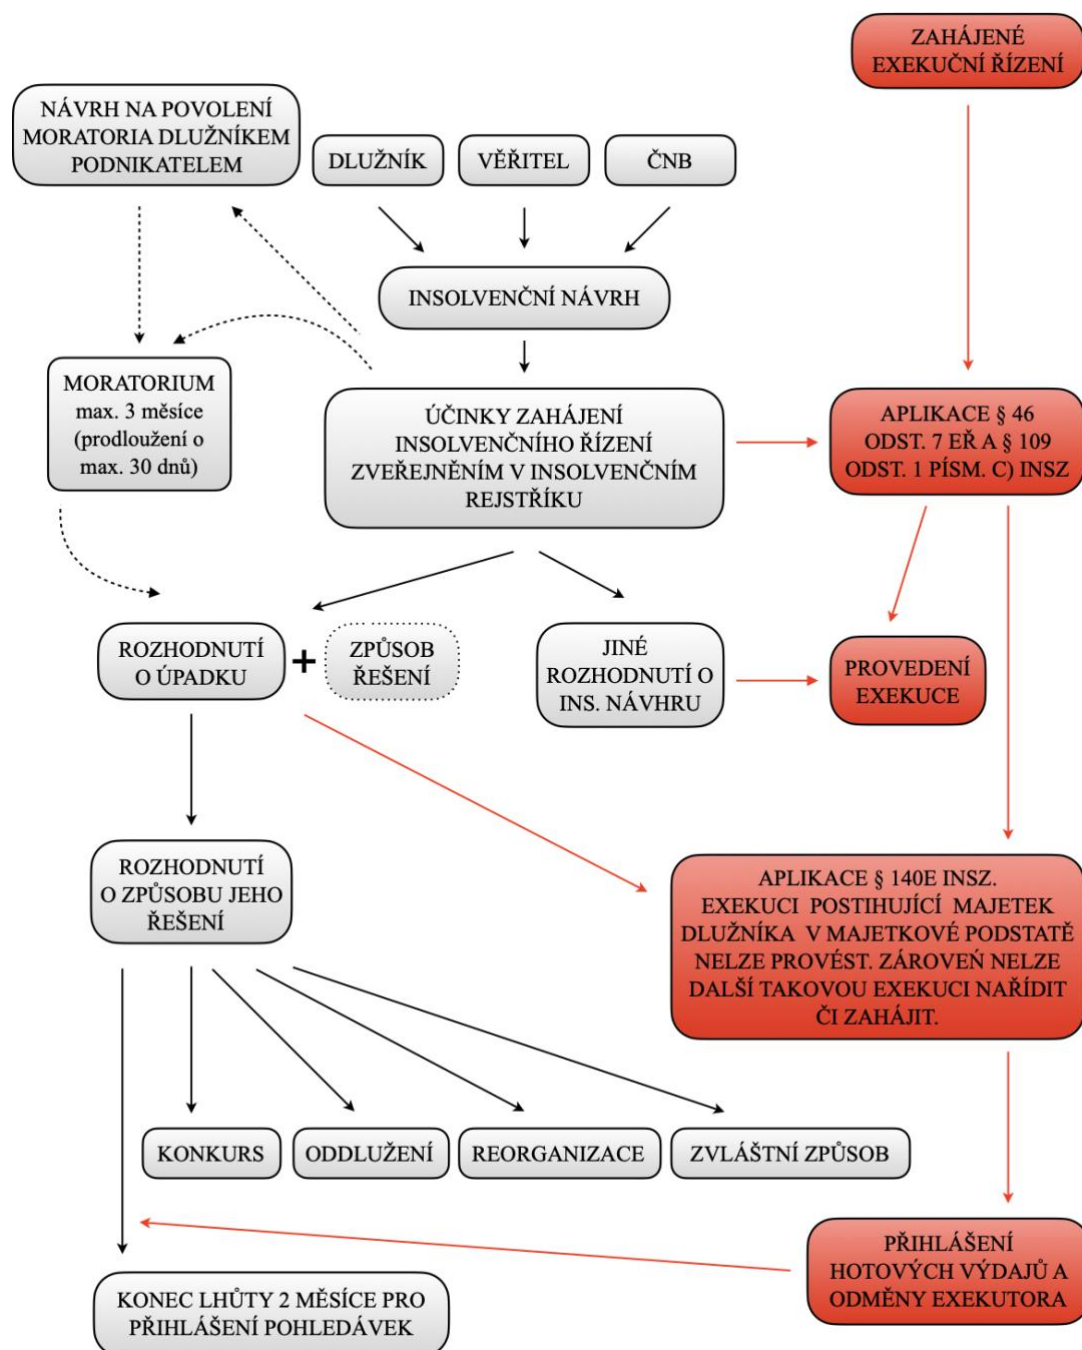 ZAHÁJENÉ
EXEKUČNÍ ŘÍZENÍ
NÁVRH NA POVOLENÍ
MORATORIA DLUŽNÍKEM
PODNIKATELEM
DLUŽNÍK
VĚŘITEL
ČNB
INSOLVENČNÍ NÁVRH
MORATORIUM
max. 3 měsíce
(prodloužení o
max. 30 dnů)
ÚČINKY ZAHÁJENÍ
INSOLVENČNÍHO ŘÍZENÍ
ZVEŘEJNĚNÍM V INSOLVENČNÍM
REJSTŘÍKU
APLIKACE § 46
ODST. 7 EŘ A § 109
ODST. 1 PÍSM. C) INSZ
ROZHODNUTÍ
O ÚPADKU
+
ZPŮSOB
ŘEŠENÍ
JINÉ
ROZHODNUTÍ O
INS. NÁVHRU
PROVEDENÍ
EXEKUCE
ROZHODNUTÍ
O ZPŮSOBU JEHO
ŘEŠENÍ
APLIKACE § 140E INSZ.
EXEKUCI POSTIHUJÍCÍ MAJETEK
DLUŽNÍKA V MAJETKOVÉ PODSTATĚ
NELZE PROVÉST. ZÁROVEŇ NELZE
DALŠÍ TAKOVOU EXEKUCI NAŘÍDIT
ČI ZAHÁJIT.
KONKURS
ODDLUŽENÍ
REORGANIZACE
ZVLÁŠTNÍ ZPŮSOB
PŘIHLÁŠENÍ
HOTOVÝCH VÝDAJŮ A
ODMĚNY EXEKUTORA
KONEC LHŮTY 2 MĚSÍCE PRO
PŘIHLÁŠENÍ POHLEDÁVEK